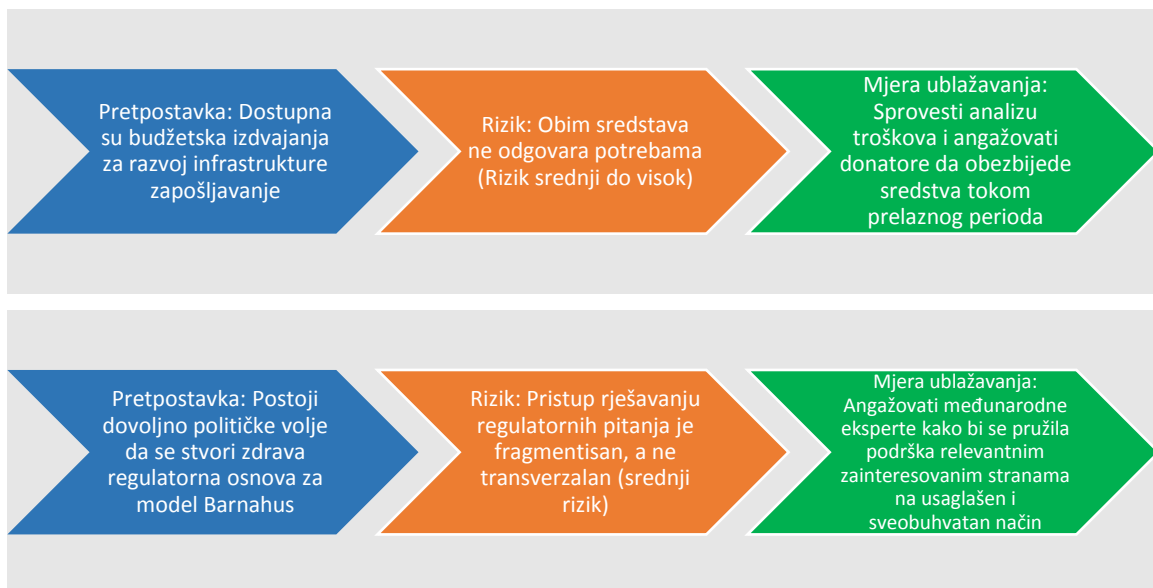 Pretpostavka: Dostupna
su budžetska izdvajanja
za razvoj infrastrukture
zapošljavanje
Rizik: Obim sredstava
ne odgovara potrebama
(Rizik srednji do visok)
Mjera ublažavanja:
Sprovesti analizu
troškova i angažovati
donatore da obezbijede
sredstva tokom
prelaznog perioda
Pretpostavka: Postoji
dovoljno političke volje
da se stvori zdrava
regulatorna osnova za
model Barnahus
Rizik: Pristup rješavanju
regulatornih pitanja je
fragmentisan, a ne
transverzalan (srednji
rizik)
Mjera ublažavanja:
Angažovati međunarodne
eksperte kako bi se pružila
podrška relevantnim
zainteresovanim stranama
na usaglašen i
sveobuhvatan način